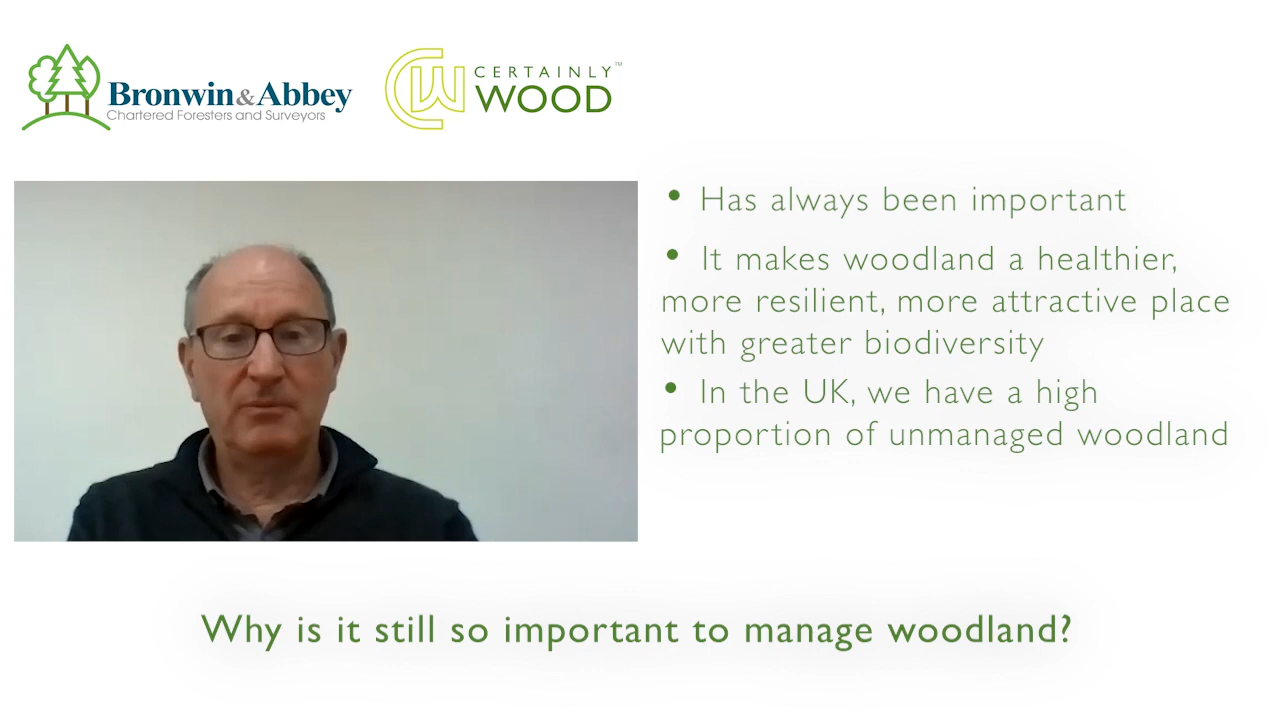 Bronwin & Abbey
Chartered Foresters and Surveyors
CERTAINLY™
WOOD
• Has always been important
• It makes woodland a healthier,
more resilient, more attractive place
with greater biodiversity
• In the UK, we have a high
proportion of unmanaged woodland
Why is it still so important to manage woodland?